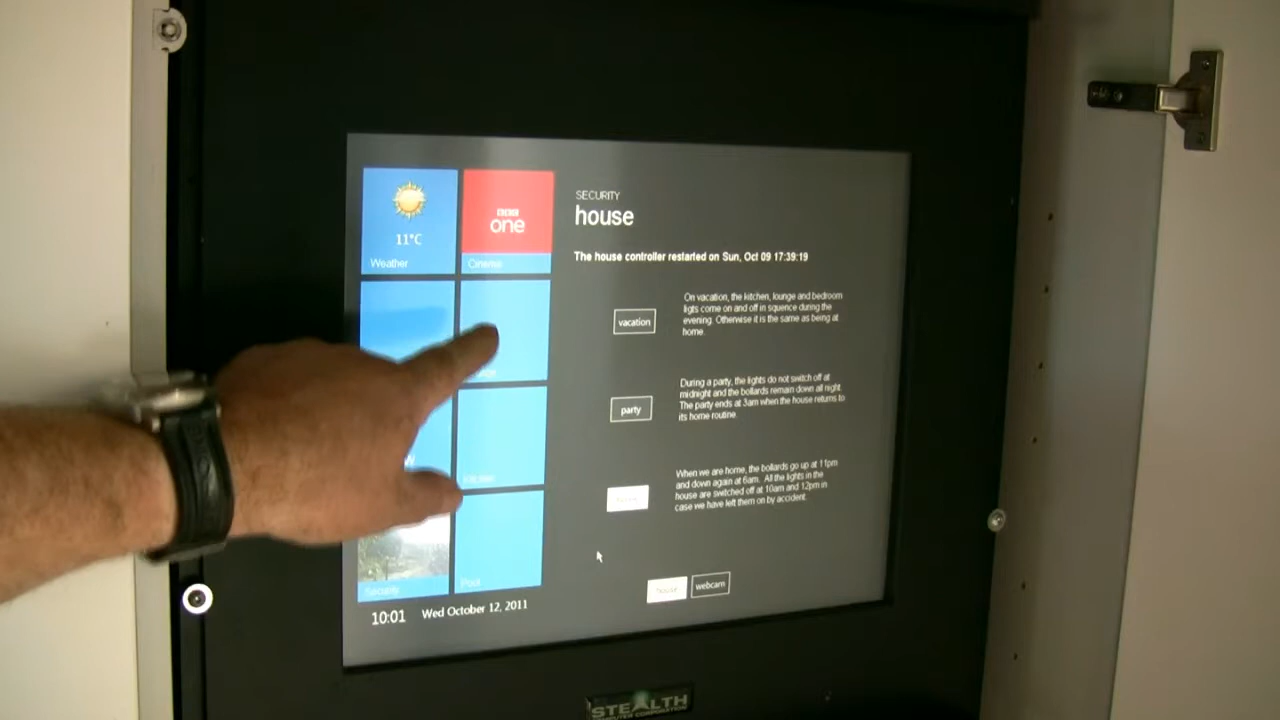 11°C
Weather
BBC
one
Cinema
Security
Pool
10:01
Wed October 12, 2011
SECURITY
house
The house controller restarted on Sun, Oct 09 17:39:19
vacation
On vacation, the kitchen, lounge and bedroom
ligts come on and off in squence during the
evening. Otherwise it is the same as being at
home.
party
During a party, the lights do not switch off at
midnight and the bollards remain down all night.
The party ends at 3am when the house returns to
its home routine.
When we are home, the bollards go up at 11pm
and down again at 6am. All the lights in the
house are switched off at 10am and 12pm in
case we have left them on by accident.
house
webcam
STEALTH
COMPUTER CORPORATION